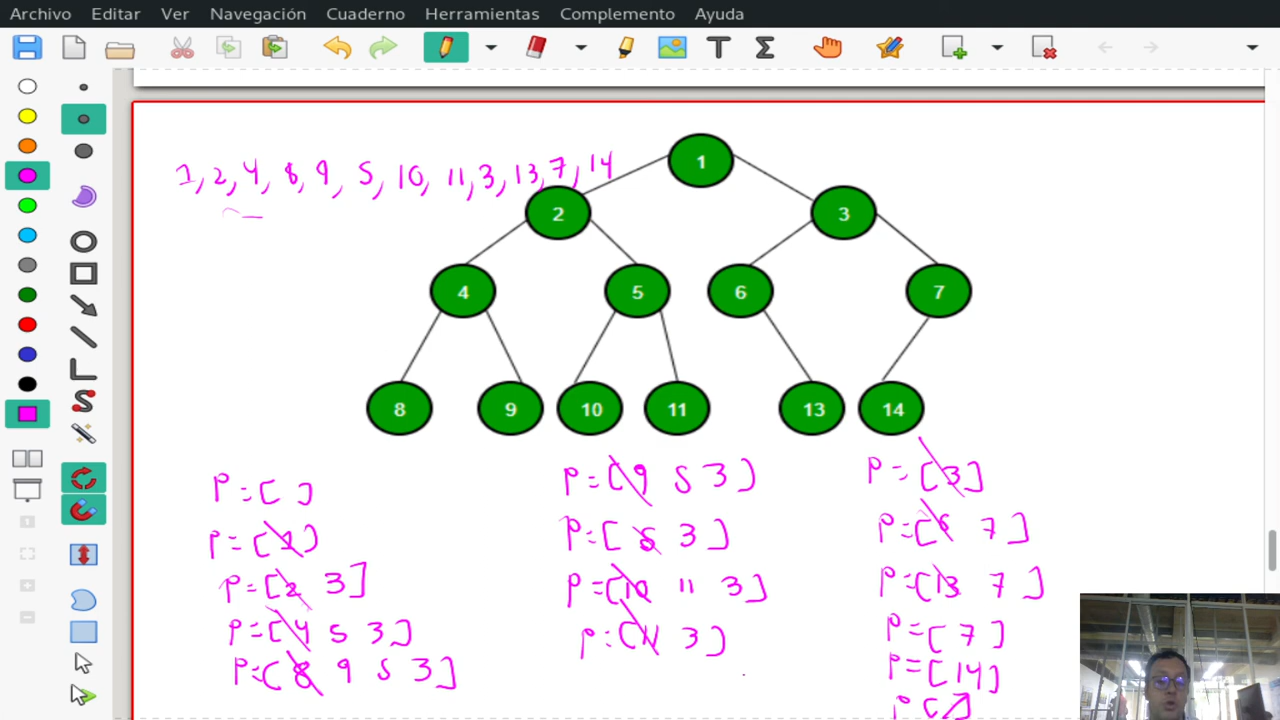 Archivo Editar Ver Navegación Cuaderno Herramientas Complemento Ayuda
1, 2, 4, 8, 9, 5, 10, 11, 3, 13, 7, 14
1
2 3
4 5 6 7
8 9 10 11 13 14
P=[ ]
P=[1]
P=[2 3]
P=[4 5 3]
P=[8 9 5 3]
P=[9 5 3]
P=[5 3]
P=[10 11 3]
P=[11 3]
P=[3]
P=[6 7]
P=[13 7]
P=[7]
P=[14]
P[]